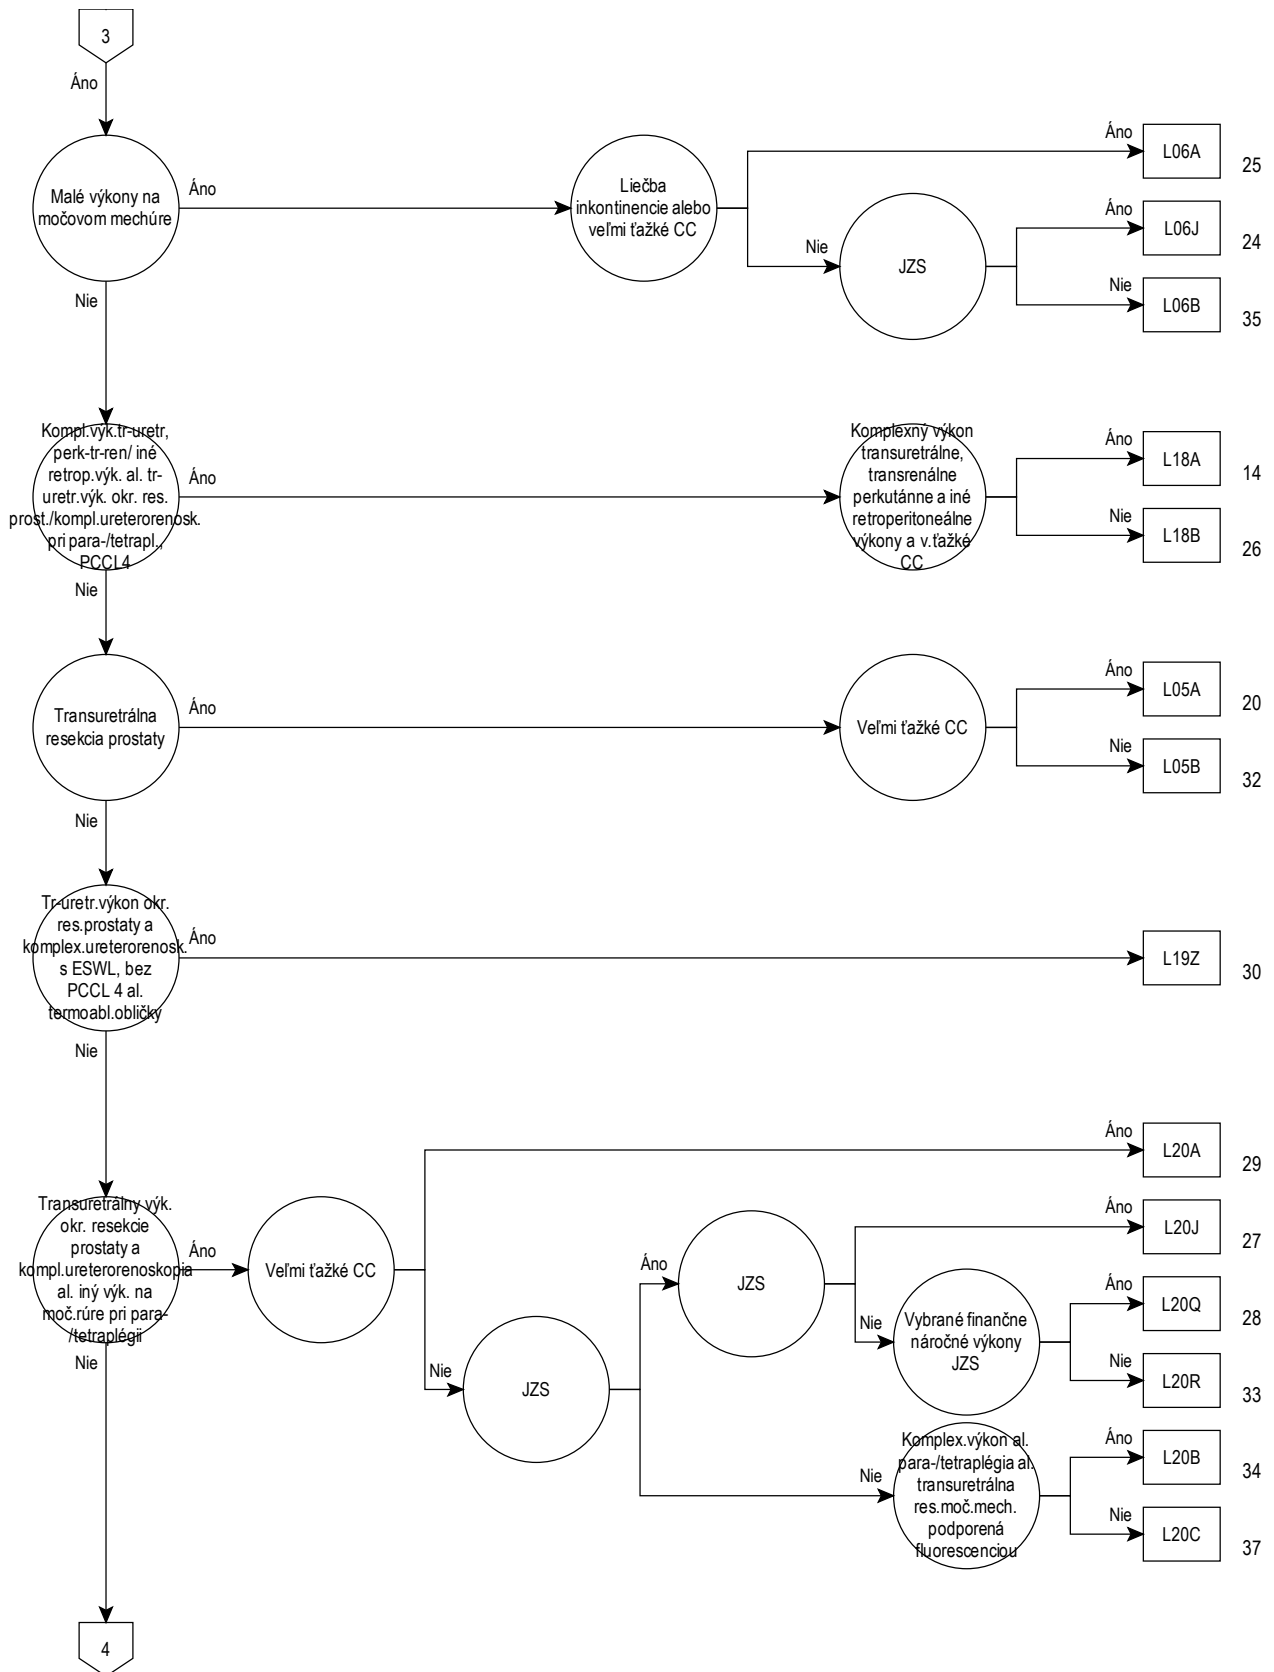 3
Áno
Malé výkony na
močovom mechúre
Áno
Liečba
inkontinencie alebo
veľmi ťažké CC
Áno
L06A
25
Nie
JZS
Áno
L06J
24
Nie
L06B
35
Nie
Kompl.výk.tr-uretr,
perk-tr-ren/ iné
retrop.výk. al. tr-
uretr.výk. okr. res.
prost./kompl.ureterorenosk.
pri para-/tetrapl.,
PCCL4
Áno
Komplexný výkon
transuretrálne,
transrenálne
perkutánne a iné
retroperitoneálne
výkony a v.ťažké
CC
Áno
L18A
14
Nie
L18B
26
Nie
Transuretrálna
resekcia prostaty
Áno
Veľmi ťažké CC
Áno
L05A
20
Nie
L05B
32
Nie
Tr-uretr.výkon okr.
res.prostaty a
komplex.ureterorenosk.
s ESWL, bez
PCCL 4 al.
termoabl.obličky
Áno
L19Z
30
Nie
Transuretrálny výk.
okr. resekcie
prostaty a
kompl.ureterorenoskopia
al. iný výk. na
moč.rúre pri para-
/tetraplégii
Áno
Veľmi ťažké CC
Áno
L20A
29
Nie
JZS
Áno
JZS
Áno
L20J
27
Nie
Vybrané finančne
náročné výkony
JZS
Áno
L20Q
28
Nie
L20R
33
Nie
Komplex.výkon al.
para-/tetraplégia al.
transuretrálna
res.moč.mech.
podporená
fluorescenciou
Áno
L20B
34
Nie
L20C
37
Nie
4